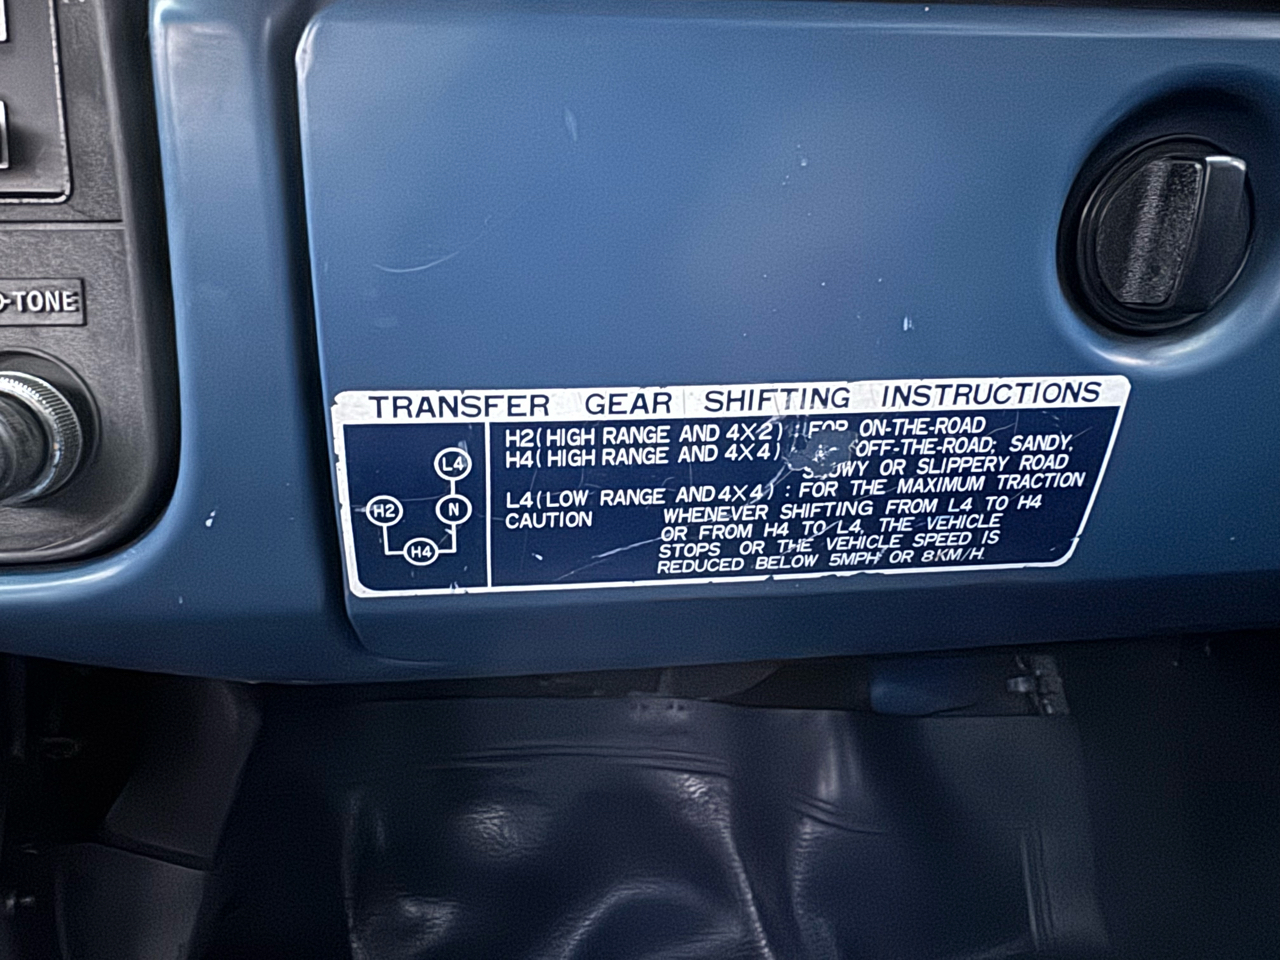 -TONE
TRANSFER GEAR SHIFTING INSTRUCTIONS
H2(HIGH RANGE AND 4X2) : FOR ON-THE-ROAD
H4(HIGH RANGE AND 4X4) OFF-THE-ROAD; SANDY,
OR SLIPPERY ROAD
L4(LOW RANGE AND 4X4) : FOR THE MAXIMUM TRACTION
CAUTION WHENEVER SHIFTING FROM L4 TO H4
OR FROM H4 TO L4, THE VEHICLE
STOPS OR THE VEHICLE SPEED IS
REDUCED BELOW 5MPH OR 8KM/H.
L4
H2
N
H4